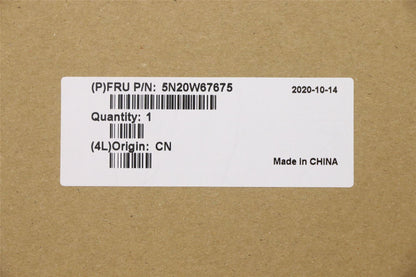 (P)FRU P/N: 5N20W67675
2020-10-14
Quantity: 1
(4L)Origin: CN
Made in CHINA